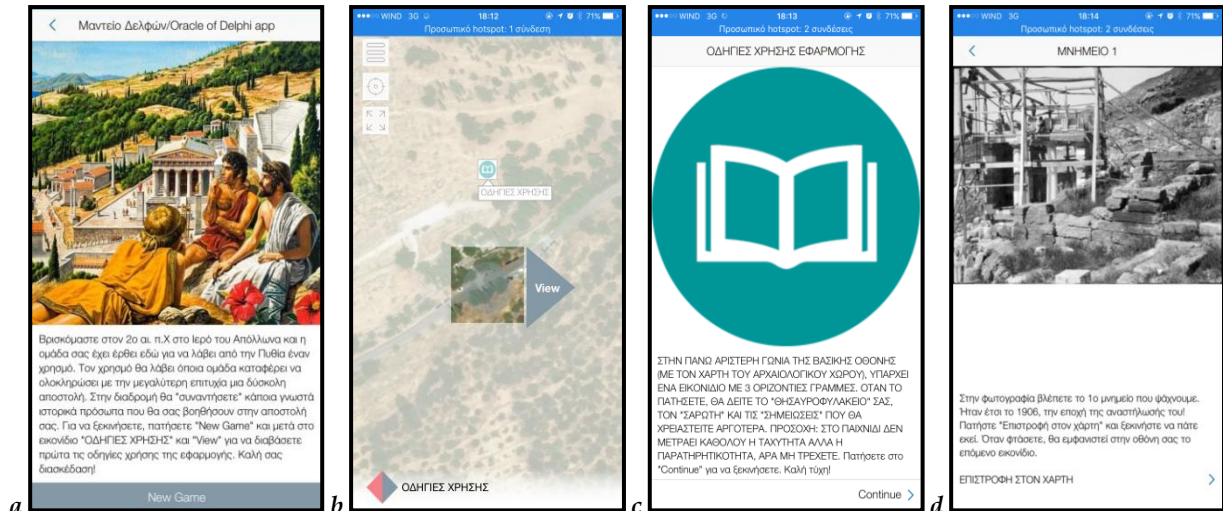 Μαντείο Δελφών/Oracle of Delphi app
Βρισκόμαστε στον 2ο αι. π.Χ στο Ιερό του Απόλλωνα και η
ομάδα σας έχει έρθει εδώ για να λάβει από την Πυθία έναν
χρησμό. Τον χρησμό θα λάβει όποια ομάδα καταφέρει να
ολοκληρώσει με την μεγαλύτερη επιτυχία μια δύσκολη
αποστολή. Στην διαδρομή θα "συναντήσετε" κάποια γνωστά
ιστορικά πρόσωπα που θα σας βοηθήσουν στην αποστολή
σας. Για να ξεκινήσετε, πατήσετε "New Game" και μετά στο
εικονίδιο "ΟΔΗΓΙΕΣ ΧΡΗΣΗΣ" και "View" για να διαβάσετε
πρώτα τις οδηγίες χρήσης της εφαρμογής. Καλή σας
διασκέδαση!
New Game
a
WIND 3G 18:12 71%
Προσωπικό hotspot: 1 σύνδεση
ΟΔΗΓΙΕΣ ΧΡΗΣΗΣ
View
ΟΔΗΓΙΕΣ ΧΡΗΣΗΣ
b
WIND 3G 18:13 71%
Προσωπικό hotspot: 2 συνδέσεις
ΟΔΗΓΙΕΣ ΧΡΗΣΗΣ ΕΦΑΡΜΟΓΗΣ
ΣΤΗΝ ΠΑΝΩ ΑΡΙΣΤΕΡΗ ΓΩΝΙΑ ΤΗΣ ΒΑΣΙΚΗΣ ΟΘΟΝΗΣ
(ΜΕ ΤΟΝ ΧΑΡΤΗ ΤΟΥ ΑΡΧΑΙΟΛΟΓΙΚΟΥ ΧΩΡΟΥ), ΥΠΑΡΧΕΙ
ΕΝΑ ΕΙΚΟΝΙΔΙΟ ΜΕ 3 ΟΡΙΖΟΝΤΙΕΣ ΓΡΑΜΜΕΣ. ΟΤΑΝ ΤΟ
ΠΑΤΗΣΕΤΕ, ΘΑ ΔΕΙΤΕ ΤΟ "ΘΗΣΑΥΡΟΦΥΛΑΚΕΙΟ" ΣΑΣ,
ΤΟΝ "ΣΑΡΩΤΗ" ΚΑΙ ΤΙΣ "ΣΗΜΕΙΩΣΕΙΣ" ΠΟΥ ΘΑ
ΧΡΕΙΑΣΤΕΙΤΕ ΑΡΓΟΤΕΡΑ. ΠΡΟΣΟΧΗ: ΣΤΟ ΠΑΙΧΝΙΔΙ ΔΕΝ
ΜΕΤΡΑΕΙ ΚΑΘΟΛΟΥ Η ΤΑΧΥΤΗΤΑ ΑΛΛΑ Η
ΠΑΡΑΤΗΡΗΤΙΚΟΤΗΤΑ, ΑΡΑ ΜΗ ΤΡΕΧΕΤΕ. Πατήσετε στο
"Continue" για να ξεκινήσετε. Καλή τύχη!
Continue
c
WIND 3G 18:14 71%
Προσωπικό hotspot: 2 συνδέσεις
ΜΝΗΜΕΙΟ 1
Στην φωτογραφία βλέπετε το 1ο μνημείο που ψάχνουμε.
Ήταν έτσι το 1906, την εποχή της αναστήλωσής του!
Πατήστε "Επιστροφή στον χάρτη" και ξεκινήστε να πάτε
εκεί. Όταν φτάσετε, θα εμφανιστεί στην οθόνη σας το
επόμενο εικονίδιο.
ΕΠΙΣΤΡΟΦΗ ΣΤΟΝ ΧΑΡΤΗ
d